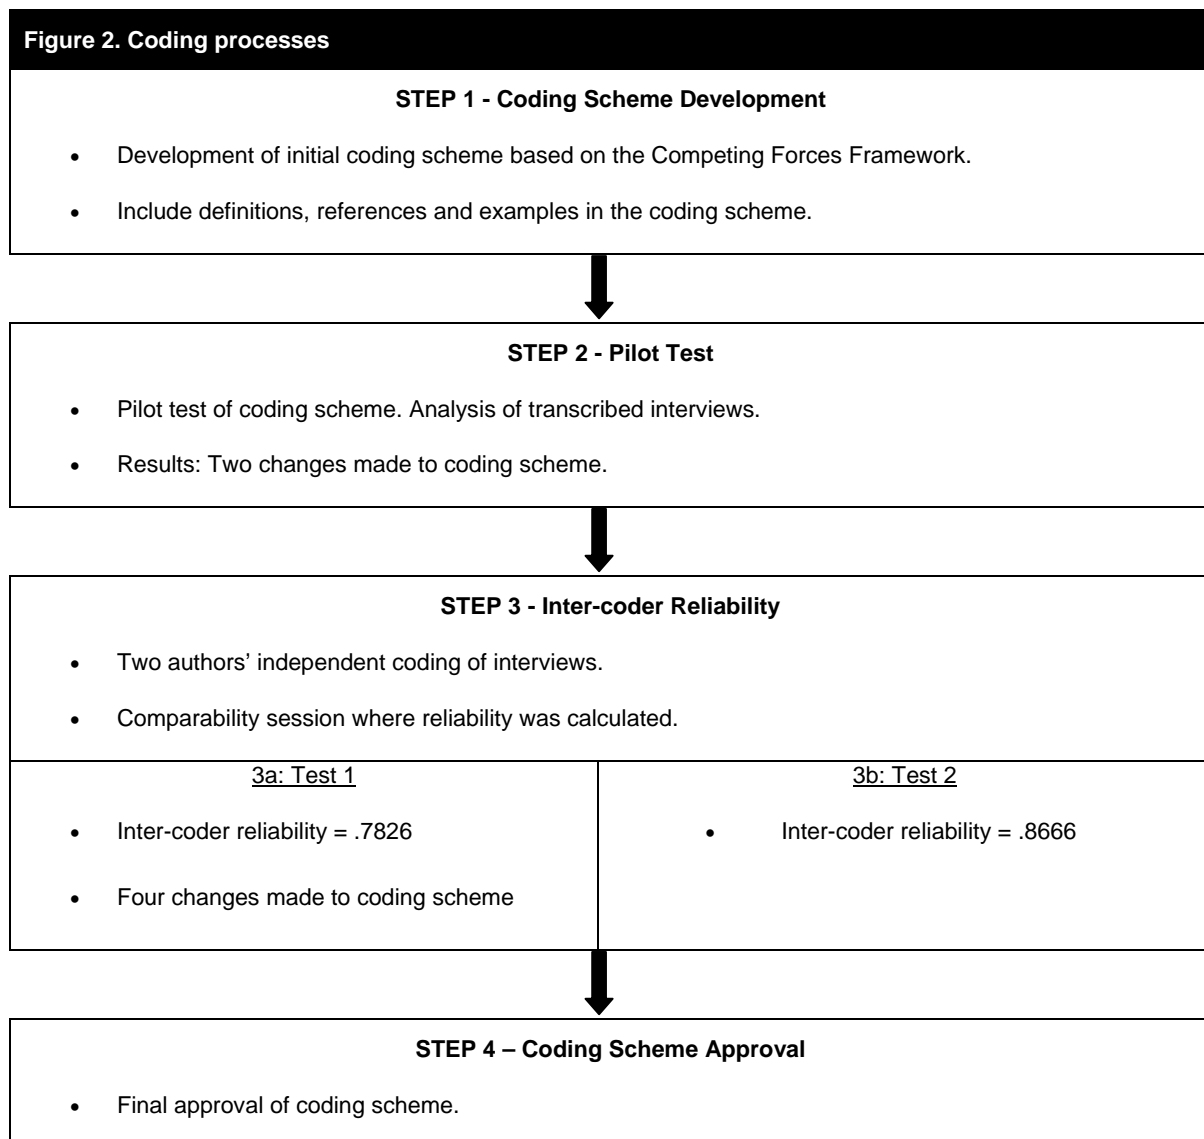 Figure 2. Coding processes
STEP 1 - Coding Scheme Development
• Development of initial coding scheme based on the Competing Forces Framework.
• Include definitions, references and examples in the coding scheme.
STEP 2 - Pilot Test
• Pilot test of coding scheme. Analysis of transcribed interviews.
• Results: Two changes made to coding scheme.
STEP 3 - Inter-coder Reliability
• Two authors’ independent coding of interviews.
• Comparability session where reliability was calculated.
3a: Test 1
• Inter-coder reliability = .7826
• Four changes made to coding scheme
3b: Test 2
• Inter-coder reliability = .8666
STEP 4 – Coding Scheme Approval
• Final approval of coding scheme.